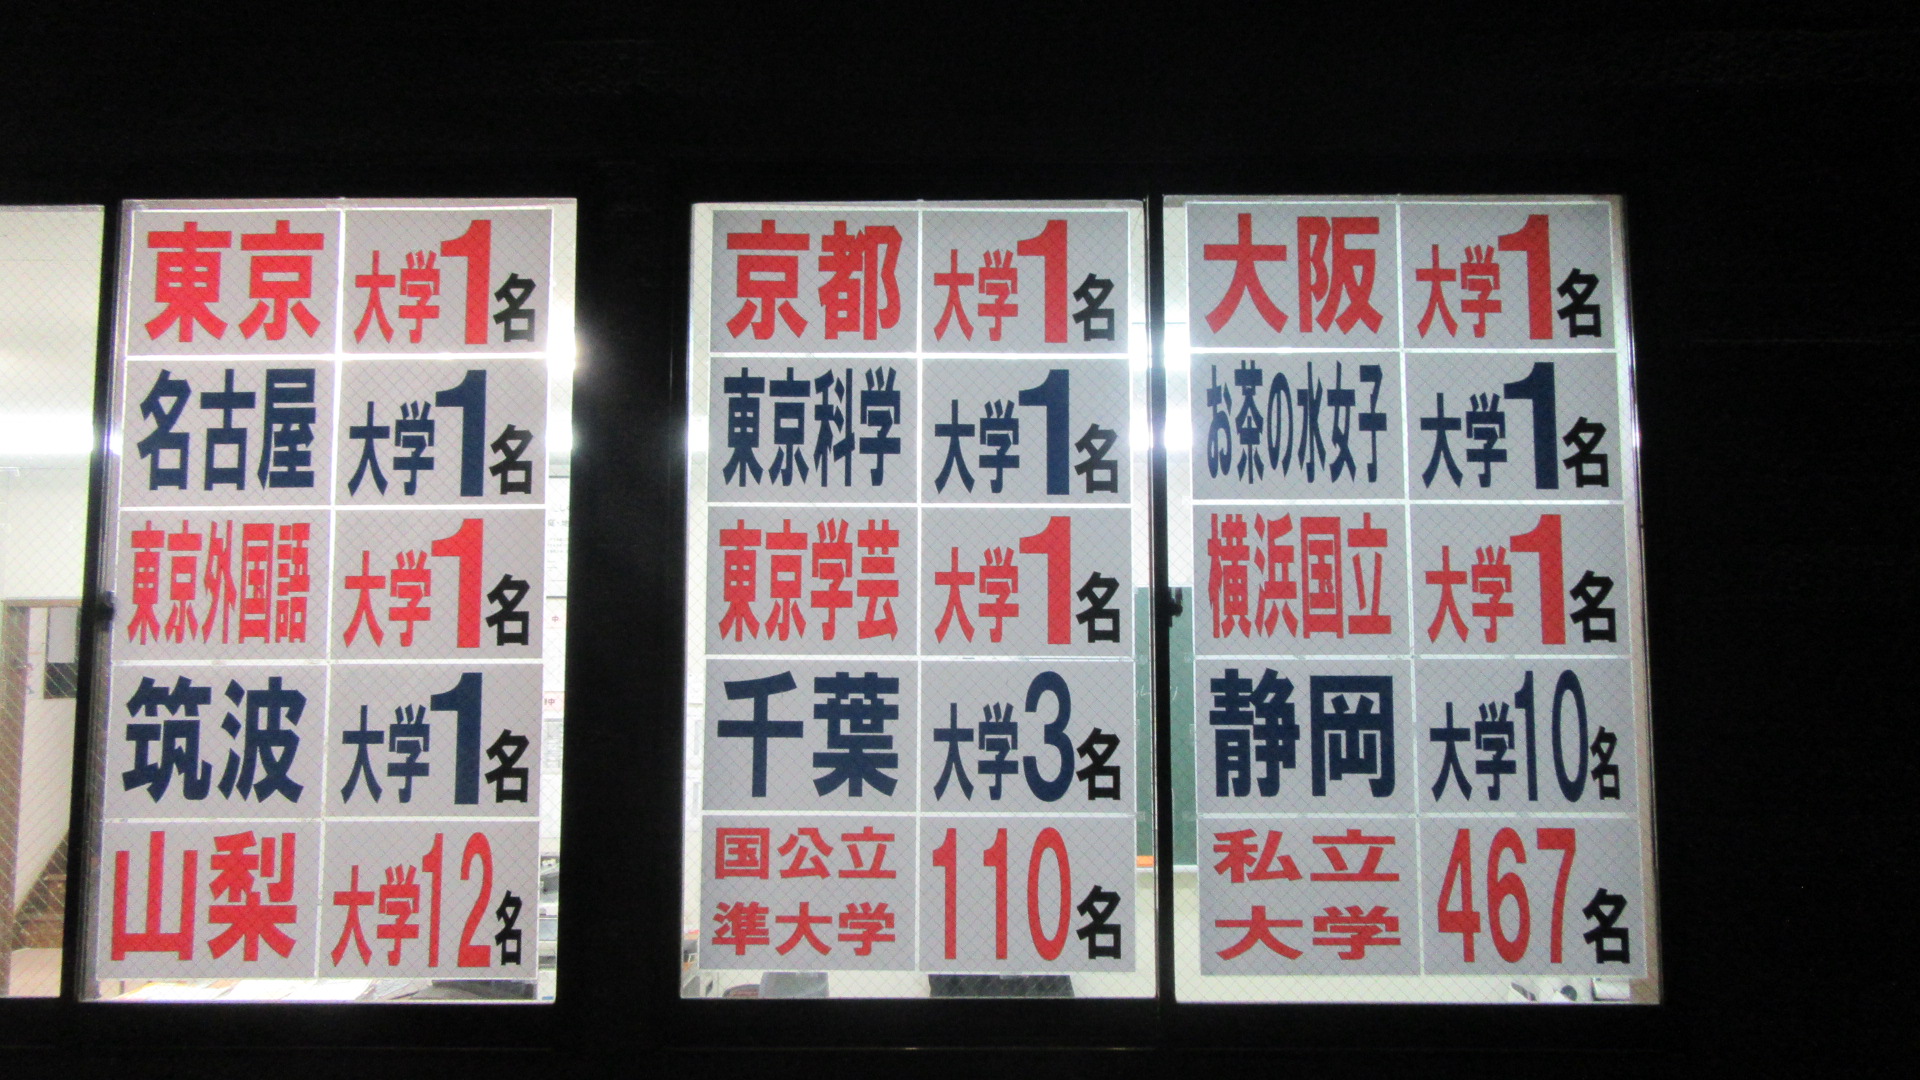 東京 大学1名
名古屋 大学1名
東京外国語 大学1名
筑波 大学1名
山梨 大学12名
京都 大学1名
東京科学 大学1名
東京学芸 大学1名
千葉 大学3名
国公立
準大学 110名
大阪 大学1名
お茶の水女子 大学1名
横浜国立 大学1名
静岡 大学10名
私立
大学 467名